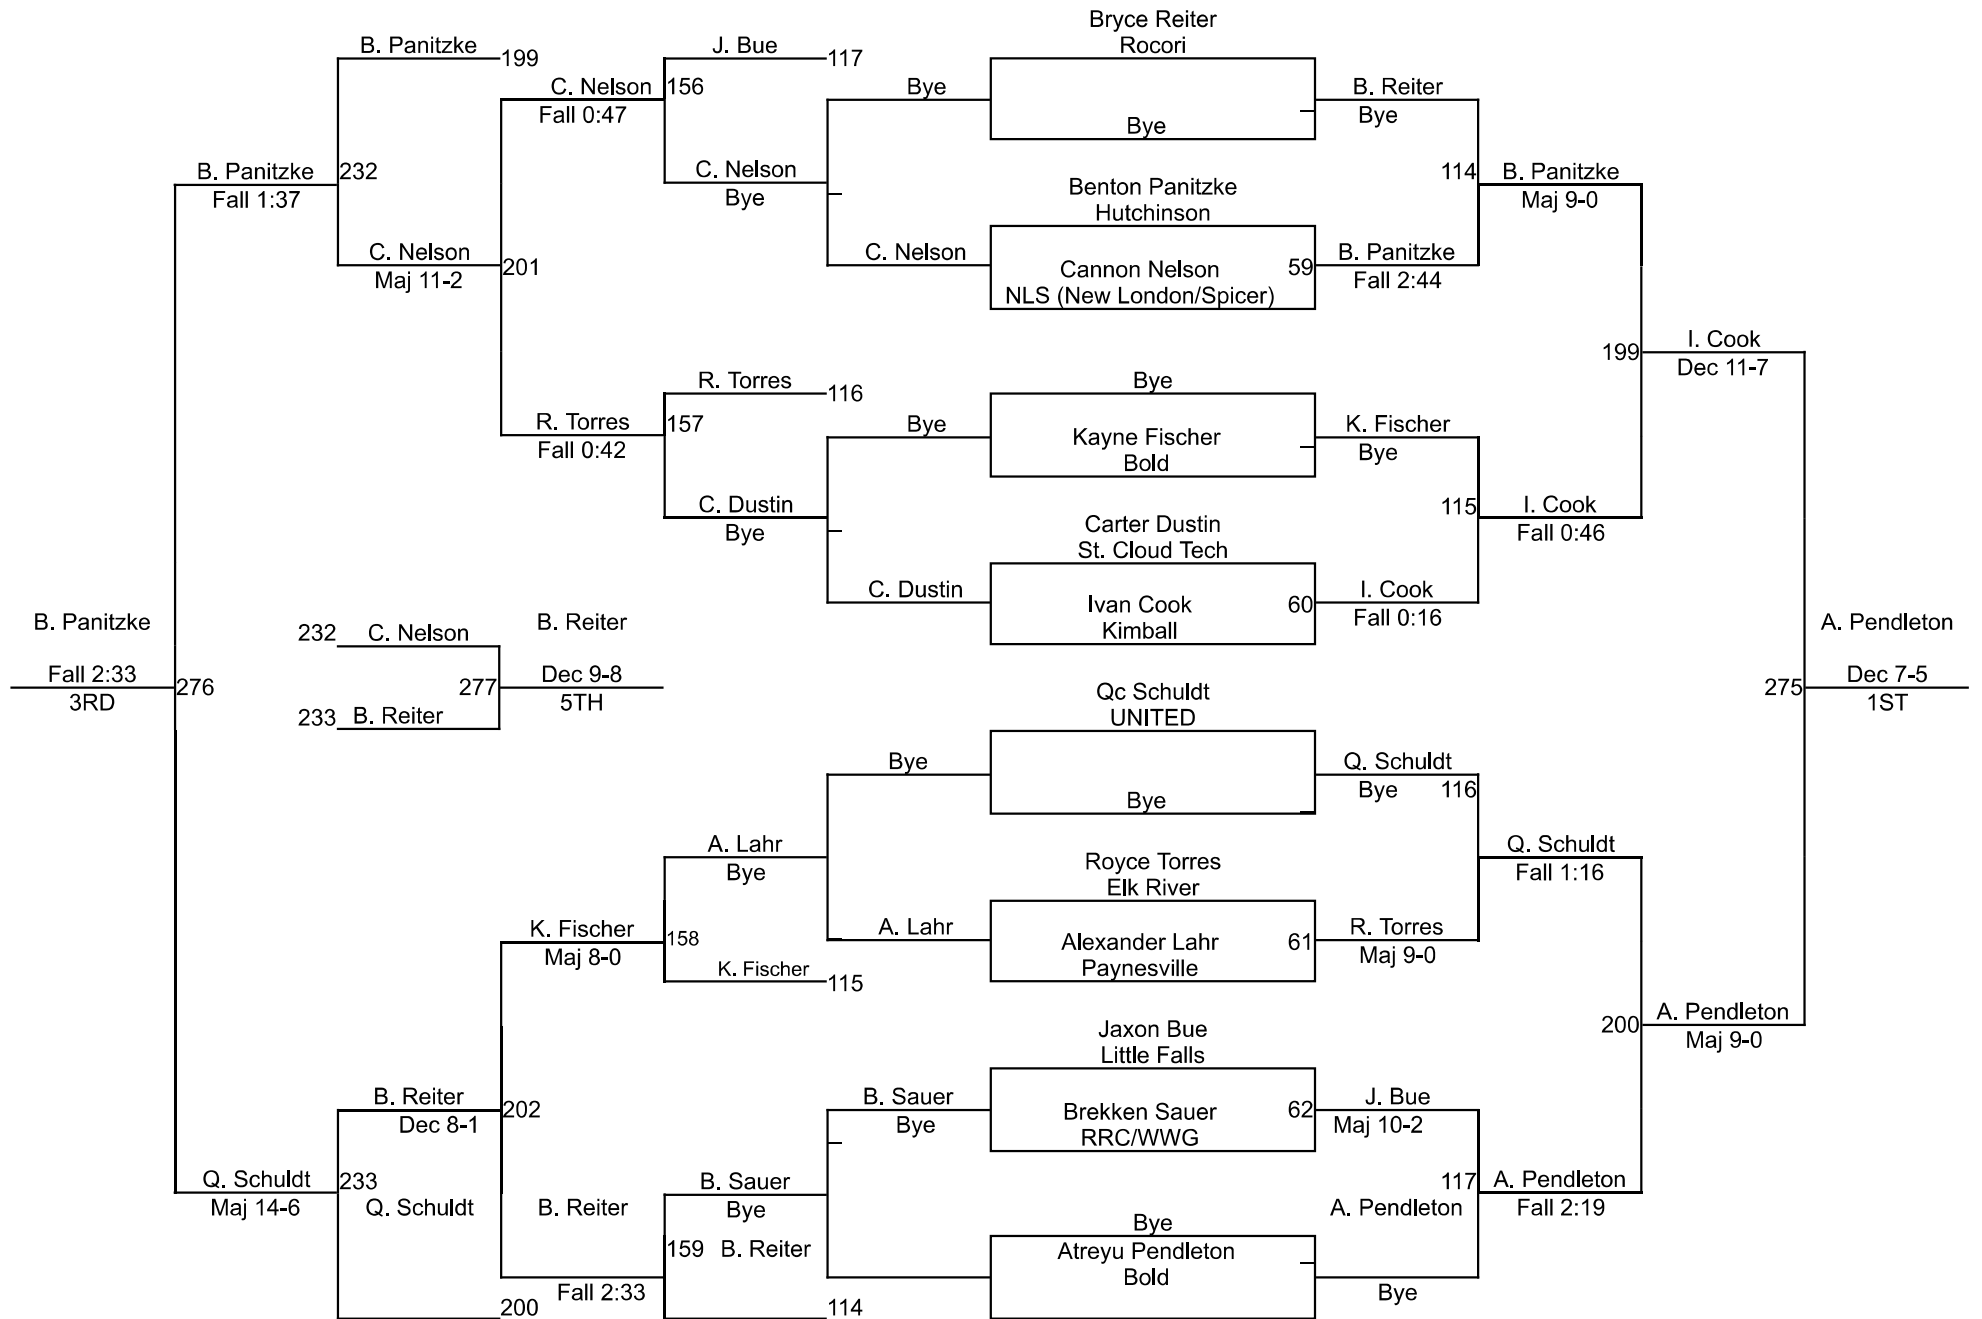 Bryce Reiter
Rocori
B. Panitzke
199
J. Bue
117
C. Nelson
156
Fall 0:47
Bye
B. Reiter
Bye
Bye
C. Nelson
Bye
B. Panitzke
232
Fall 1:37
Benton Panitzke
Hutchinson
114
B. Panitzke
Maj 9-0
C. Nelson
201
Maj 11-2
C. Nelson
Cannon Nelson
59
NLS (New London/Spicer)
B. Panitzke
Fall 2:44
199
I. Cook
Dec 11-7
R. Torres
116
Bye
R. Torres
157
Fall 0:42
Bye
Kayne Fischer
Bold
K. Fischer
Bye
C. Dustin
Bye
Carter Dustin
St. Cloud Tech
115
I. Cook
Fall 0:46
C. Dustin
Ivan Cook
60
Kimball
I. Cook
Fall 0:16
B. Panitzke
Fall 2:33
3RD
276
232
C. Nelson
233
B. Reiter
277
B. Reiter
Dec 9-8
5TH
A. Pendleton
275
Dec 7-5
1ST
Qc Schuldt
UNITED
Bye
Bye
Q. Schuldt
Bye
116
A. Lahr
Bye
Royce Torres
Elk River
Q. Schuldt
Fall 1:16
K. Fischer
158
Maj 8-0
K. Fischer
115
A. Lahr
Alexander Lahr
61
Paynesville
R. Torres
Maj 9-0
200
A. Pendleton
Maj 9-0
Jaxon Bue
Little Falls
B. Reiter
202
Dec 8-1
B. Sauer
Bye
Brekken Sauer
62
RRC/WWG
J. Bue
Maj 10-2
Q. Schuldt
233
Maj 14-6
Q. Schuldt
200
B. Reiter
Fall 2:33
B. Sauer
Bye
159
B. Reiter
114
Bye
Atreyu Pendleton
Bold
117
A. Pendleton
Bye
A. Pendleton
Fall 2:19